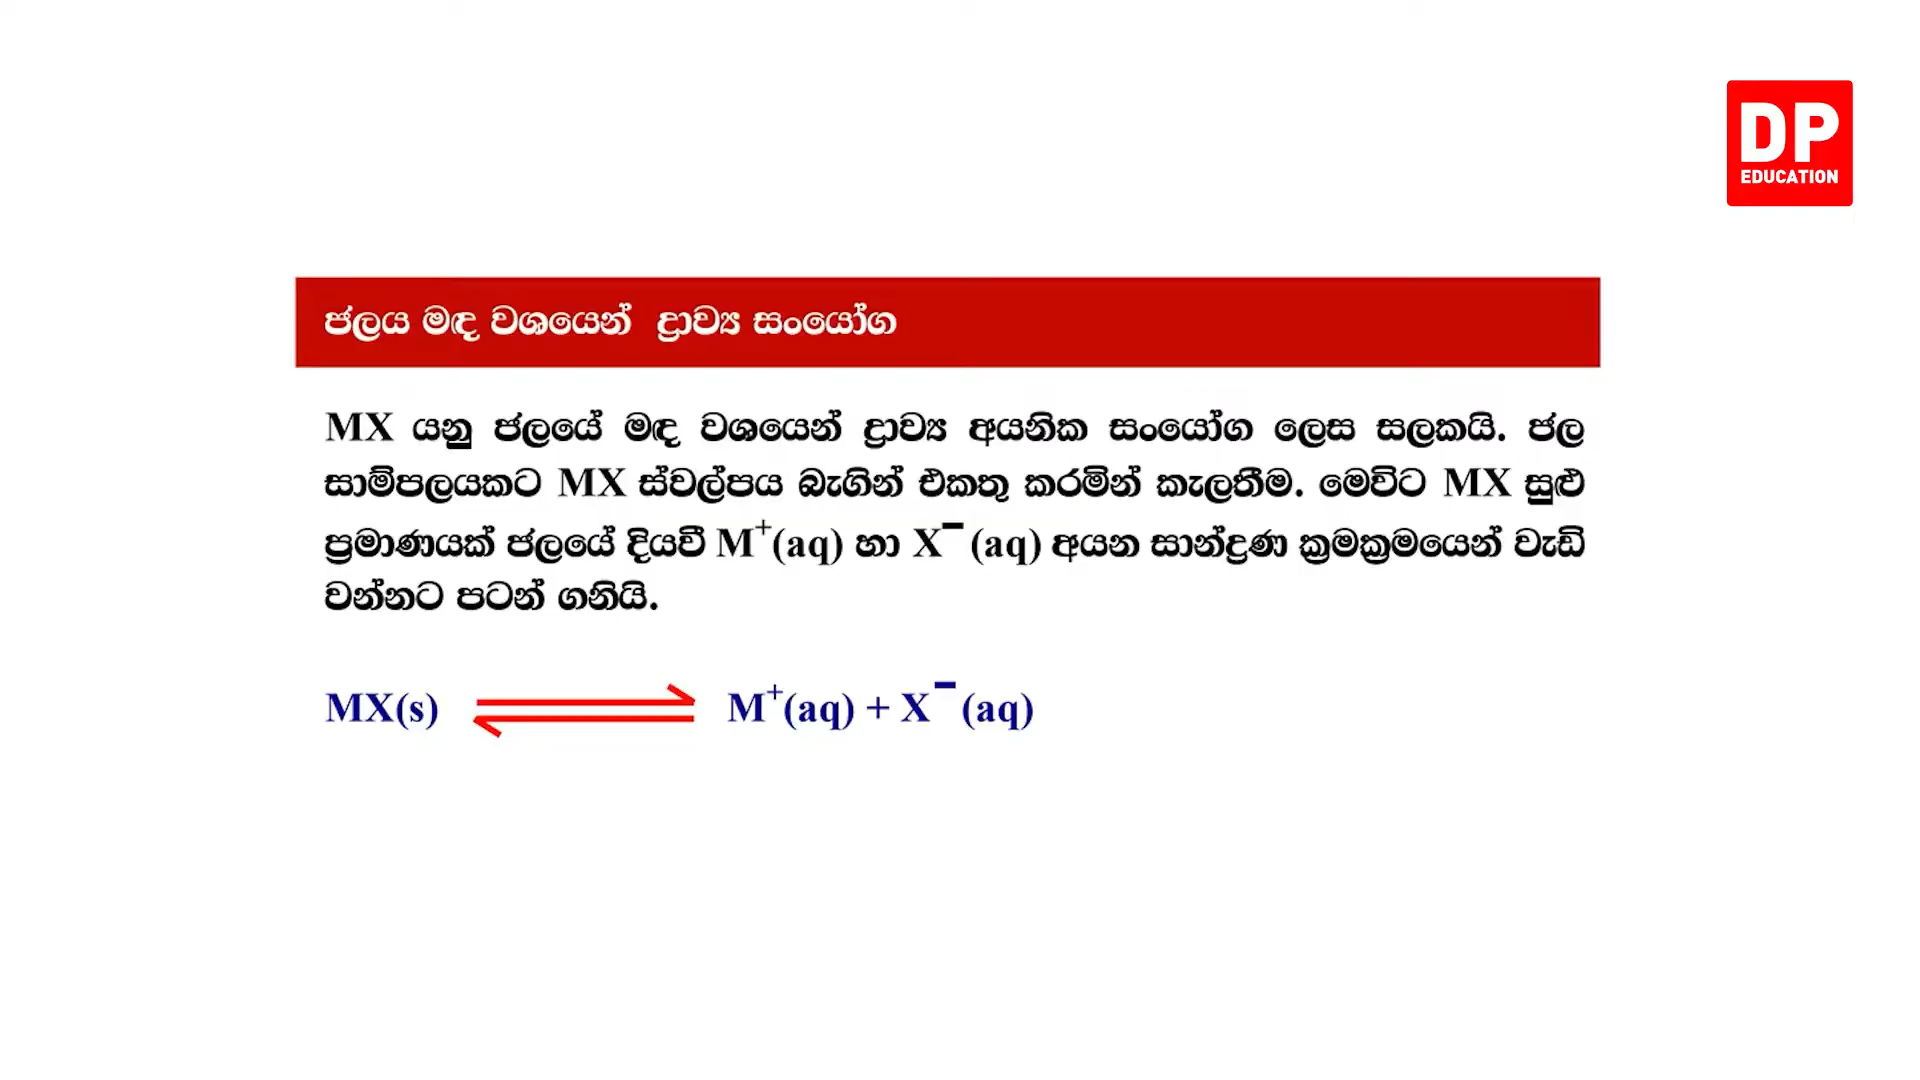 DP
EDUCATION
ජලය මඳ වශයෙන් ද්‍රාව්‍ය සංයෝග
MX යනු ජලයේ මඳ වශයෙන් ද්‍රාව්‍ය අයනික සංයෝග ලෙස සලකයි. ජල
සාම්පලයකට MX ස්වල්පය බැගින් එකතු කරමින් කැලතීම. මෙවිට MX සුළු
ප්‍රමාණයක් ජලයේ දියවී M⁺(aq) හා X⁻(aq) අයන සාන්ද්‍රණ ක්‍රමක්‍රමයෙන් වැඩි
වන්නට පටන් ගනියි.
MX(s) ⇌ M⁺(aq) + X⁻(aq)